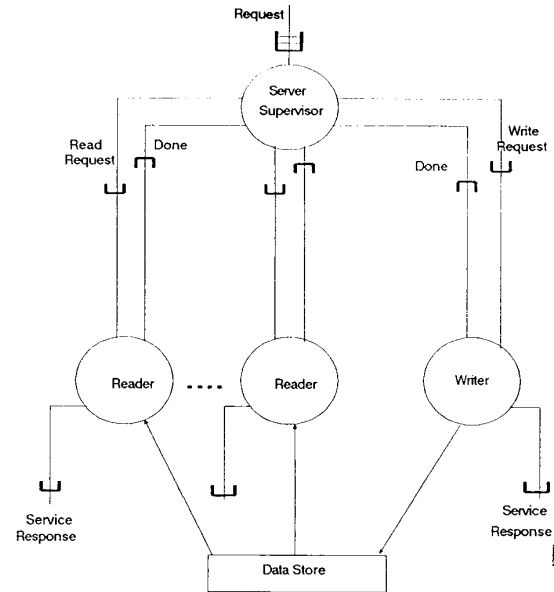 Request
Server
Supervisor
Read
Request
Done
Done
Write
Request
Reader
Reader
Writer
Service
Response
Service
Response
Data Store